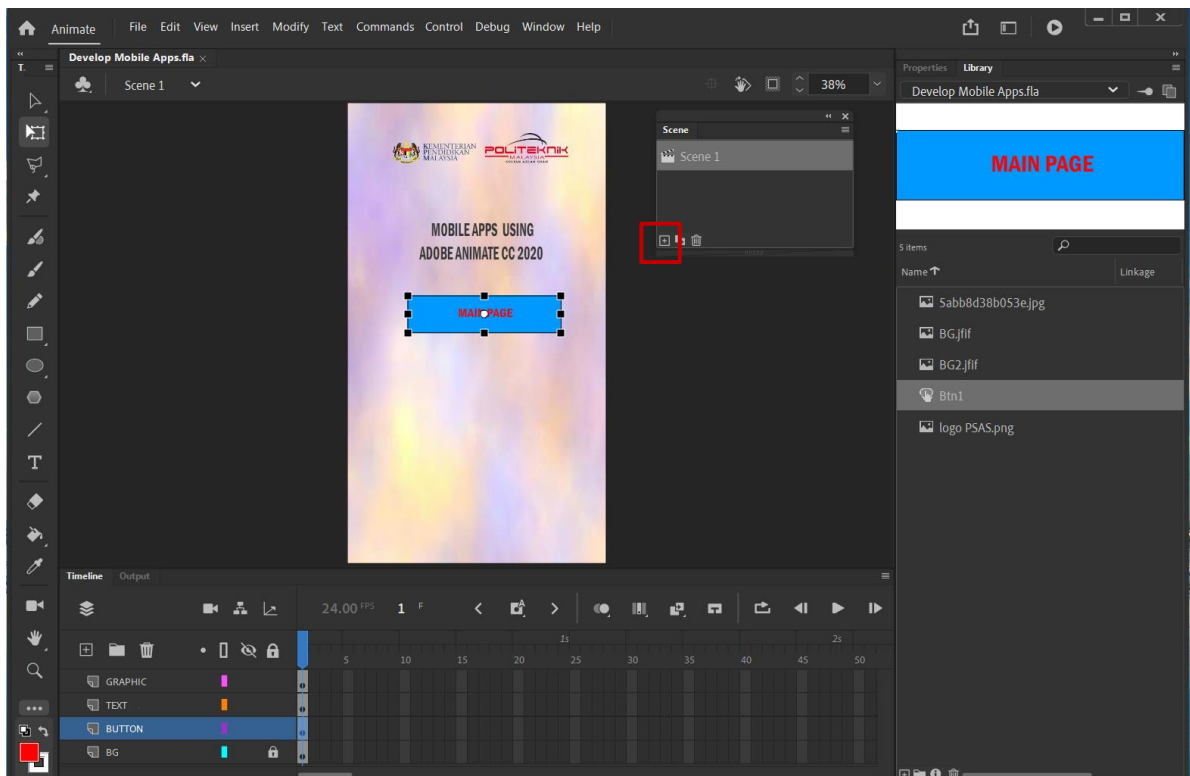 Animate File Edit View Insert Modify Text Commands Control Debug Window Help
Develop Mobile Apps.fla ×
T.
Scene 1
38%
KEMENTERIAN
PENDIDIKAN
MALAYSIA
POLITEKNIK
MALAYSIA
MOBILE APPS USING
ADOBE ANIMATE CC 2020
MAIN PAGE
Scene
Scene 1
Properties Library
Develop Mobile Apps.fla
MAIN PAGE
5 items
Name Linkage
5abb8d38b053e.jpg
BG.jfif
BG2.jfif
Btn1
logo PSAS.png
Timeline Output
24.00 FPS 1 F
1s 2s
5 10 15 20 25 30 35 40 45 50
GRAPHIC
TEXT
BUTTON
BG